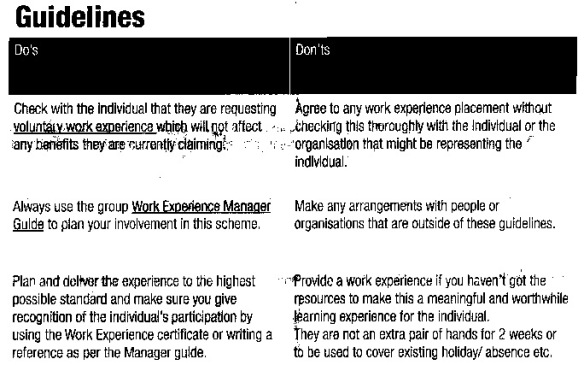 Guidelines
Do's
Don'ts
Check with the individual that they are requesting
voluntary work experience which will not affect
any benefits they are currently claiming.
Agree to any work experience placement without
checking this thoroughly with the individual or the
organisation that might be representing the
individual.
Always use the group Work Experience Manager
Guide to plan your involvement in this scheme.
Make any arrangements with people or
organisations that are outside of these guidelines.
Plan and deliver the experience to the highest
possible standard and make sure you give
recognition of the individual's participation by
using the Work Experience certificate or writing a
reference as per the Manager guide.
Provide a work experience if you haven't got the
resources to make this a meaningful and worthwhile
learning experience for the individual.
They are not an extra pair of hands for 2 weeks or
to be used to cover existing holiday/ absence etc.